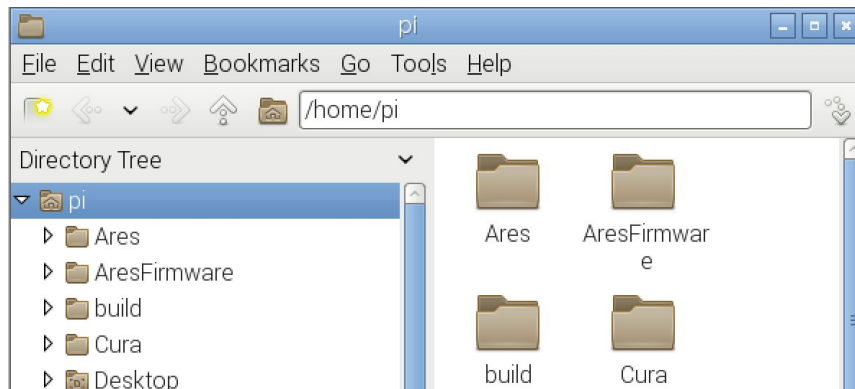 pi
File Edit View Bookmarks Go Tools Help
/home/pi
Directory Tree
pi
Ares
AresFirmware
build
Cura
Desktop
Ares
AresFirmwar
e
build
Cura